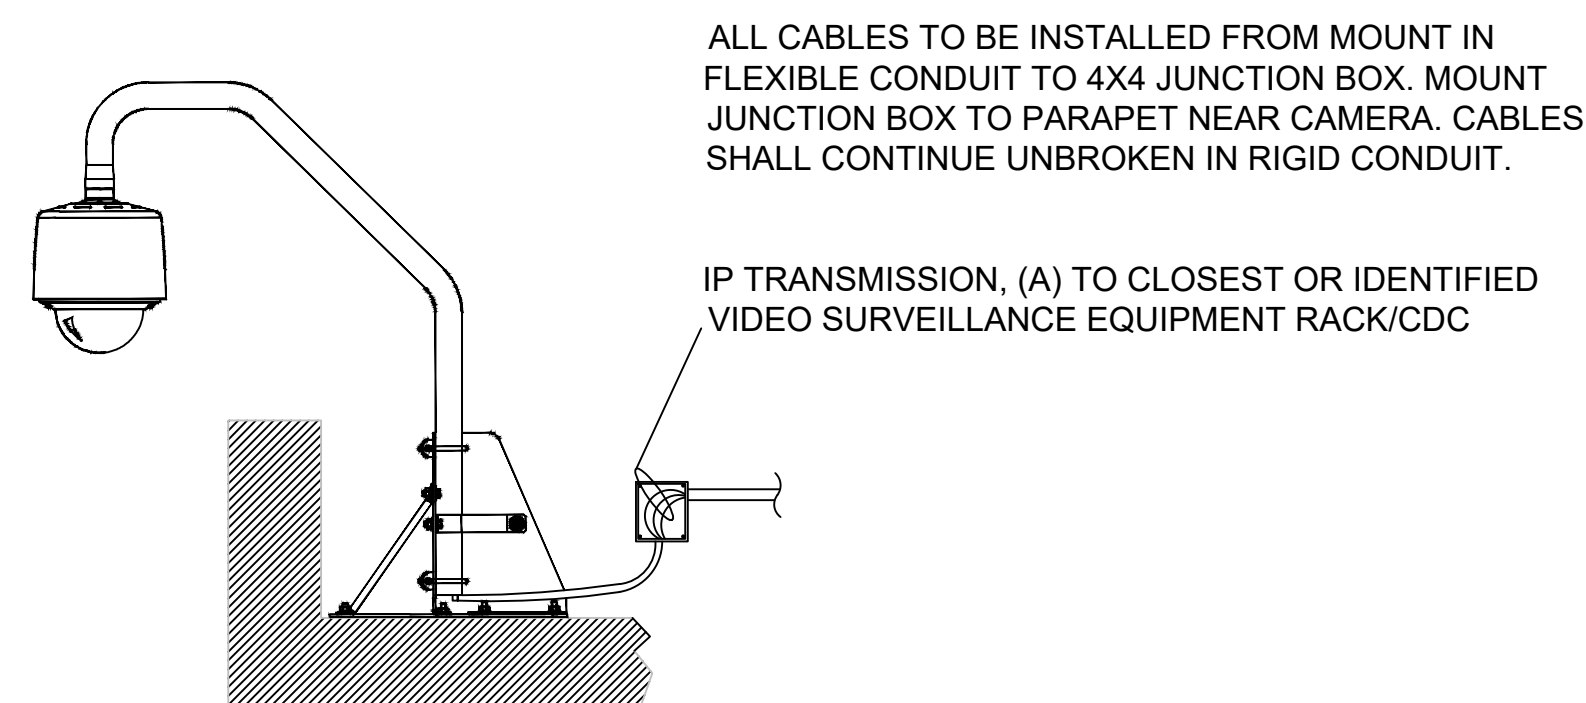 ALL CABLES TO BE INSTALLED FROM MOUNT IN
FLEXIBLE CONDUIT TO 4X4 JUNCTION BOX. MOUNT
JUNCTION BOX TO PARAPET NEAR CAMERA. CABLES
SHALL CONTINUE UNBROKEN IN RIGID CONDUIT.
IP TRANSMISSION, (A) TO CLOSEST OR IDENTIFIED
VIDEO SURVEILLANCE EQUIPMENT RACK/CDC